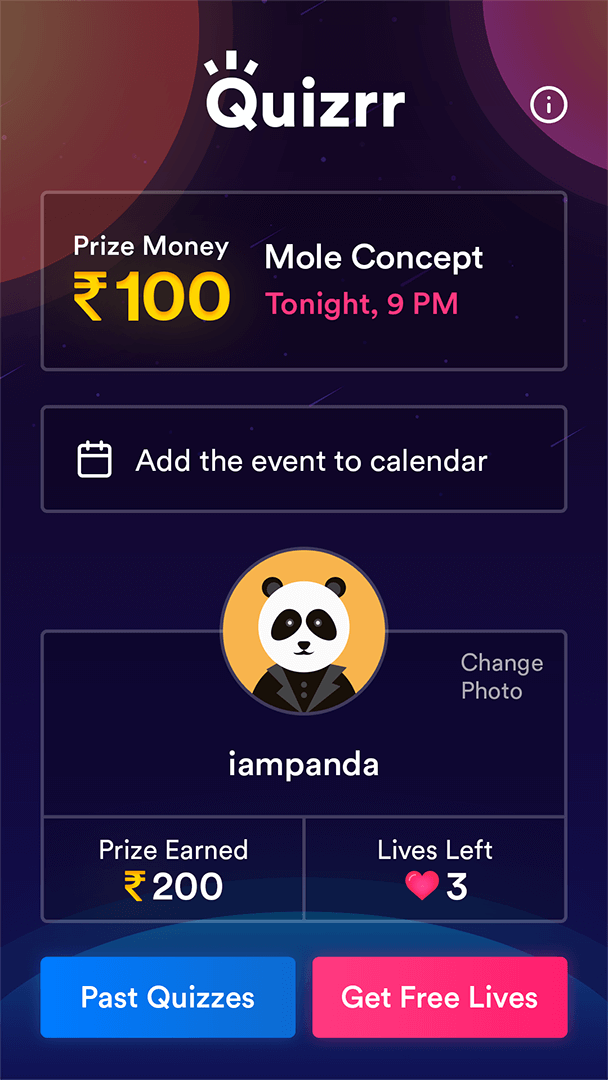 Quizrr
Prize Money
₹100
Mole Concept
Tonight, 9 PM
Add the event to calendar
Change
Photo
iampanda
Prize Earned
₹200
Lives Left
3
Past Quizzes
Get Free Lives